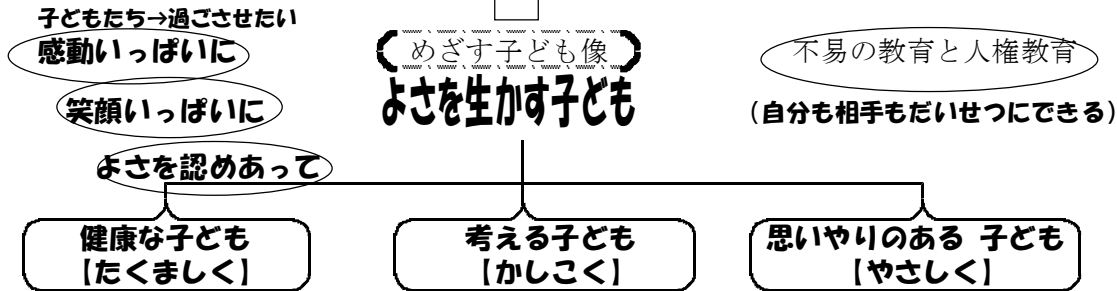 子どもたち→過ごさせたい
感動いっぱいに
笑顔いっぱいに
よさを認めあって
めざす子ども像
よさを生かす子ども
不易の教育と人権教育
(自分も相手もだいせつにできる)
健康な子ども
【たくましく】
考える子ども
【かしこく】
思いやりのある 子ども
【やさしく】